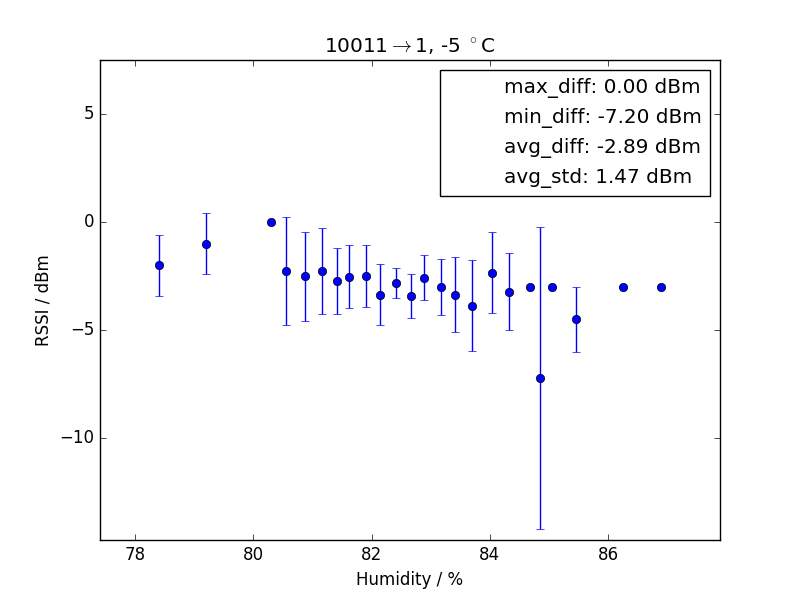 10011→1, -5 °C
max_diff: 0.00 dBm
min_diff: -7.20 dBm
avg_diff: -2.89 dBm
avg_std: 1.47 dBm
5
0
−5
−10
RSSI / dBm
78 80 82 84 86
Humidity / %